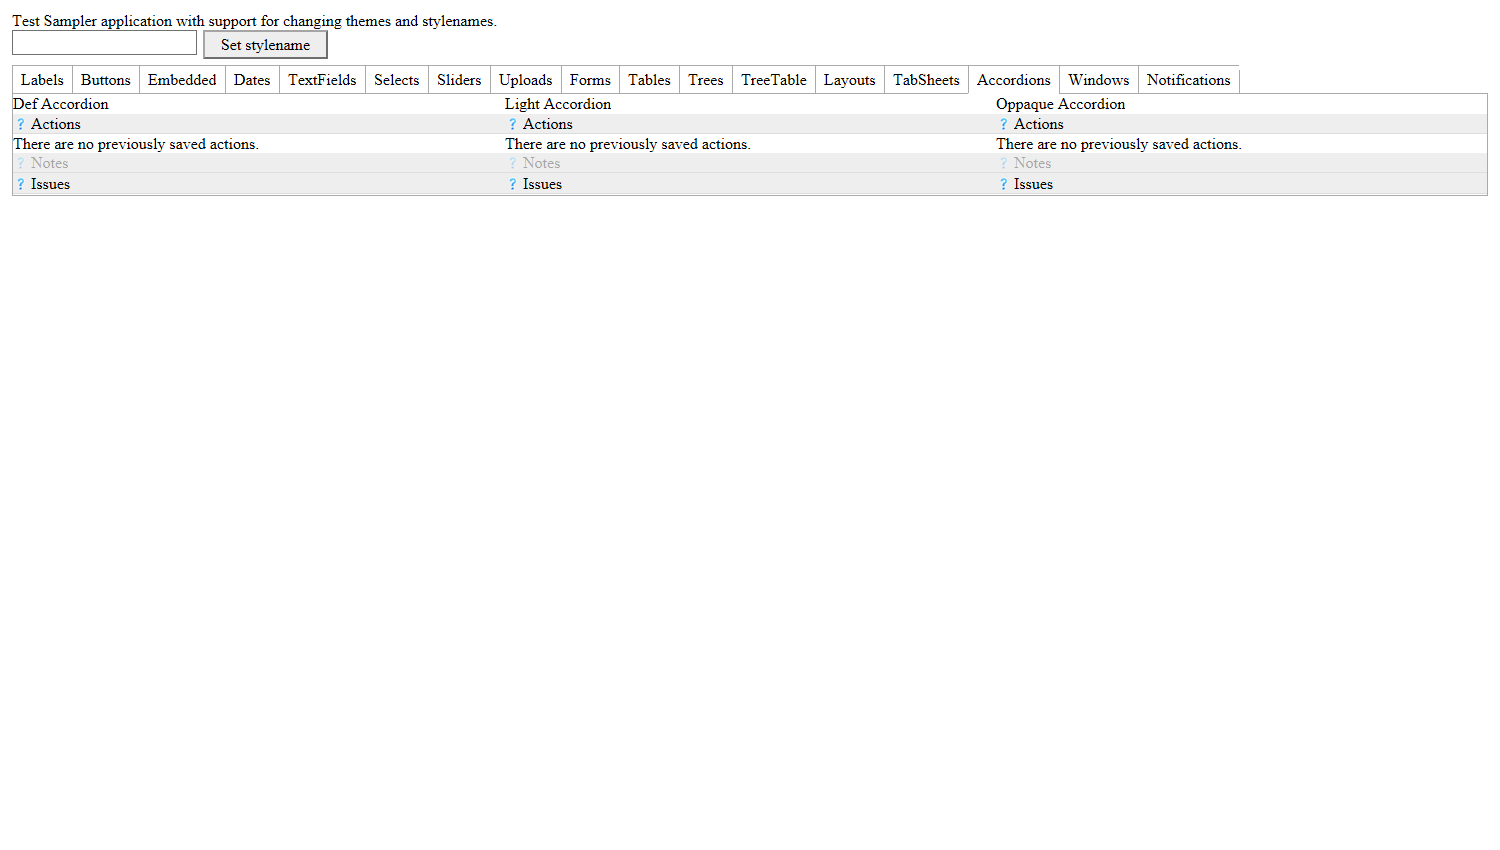 Test Sampler application with support for changing themes and stylenames.
Set stylename
Labels Buttons Embedded Dates TextFields Selects Sliders Uploads Forms Tables Trees TreeTable Layouts TabSheets Accordions Windows Notifications
Def Accordion Light Accordion Oppaque Accordion
? Actions ? Actions ? Actions
There are no previously saved actions. There are no previously saved actions. There are no previously saved actions.
? Notes ? Notes ? Notes
? Issues ? Issues ? Issues